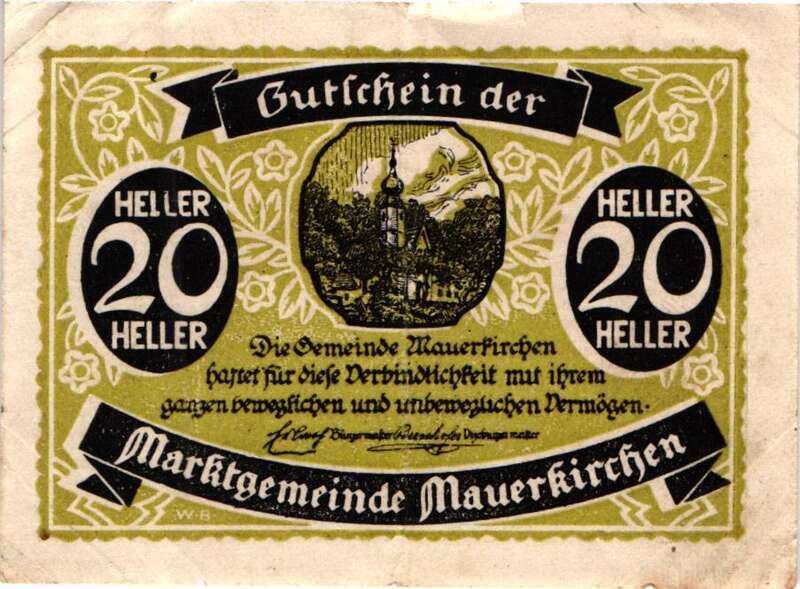 Gutschein der
HELLER
20
HELLER
HELLER
20
HELLER
Die Gemeinde Mauerkirchen
haftet für diese Verbindlichkeit mit ihrem
ganzen beweglichen und unbeweglichen Vermögen.
Bürgermeister
Marktgemeinde Mauerkirchen
W·B